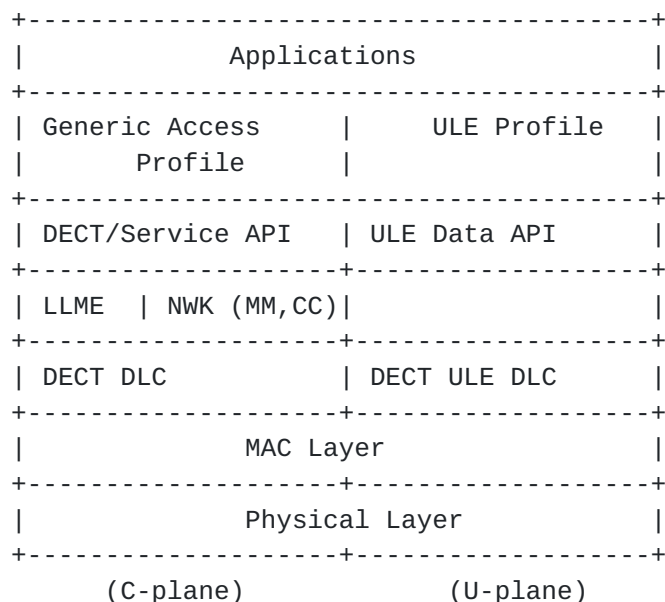 +----------------------------------------+
|             Applications               |
+----------------------------------------+
| Generic Access     |     ULE Profile   |
|       Profile      |                   |
+----------------------------------------+
| DECT/Service API   | ULE Data API      |
+--------------------+-------------------+
| LLME  | NWK (MM,CC)|                   |
+--------------------+-------------------+
| DECT DLC           | DECT ULE DLC      |
+--------------------+-------------------+
|              MAC Layer                 |
+--------------------+-------------------+
|              Physical Layer            |
+--------------------+-------------------+
      (C-plane)             (U-plane)